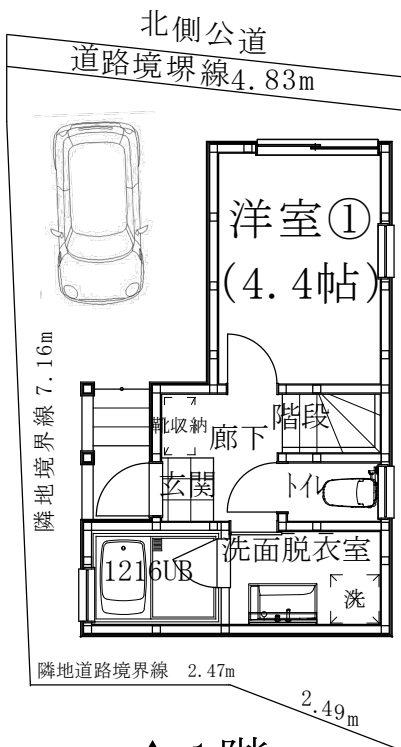 北側公道
道路境界線4.83m
洋室①
(4.4帖)
隣地境界線 7.16m
靴収納
廊下
階段
玄関
トイレ
1216UB
洗面脱衣室
洗
隣地道路境界線 2.47m
2.49m
1階